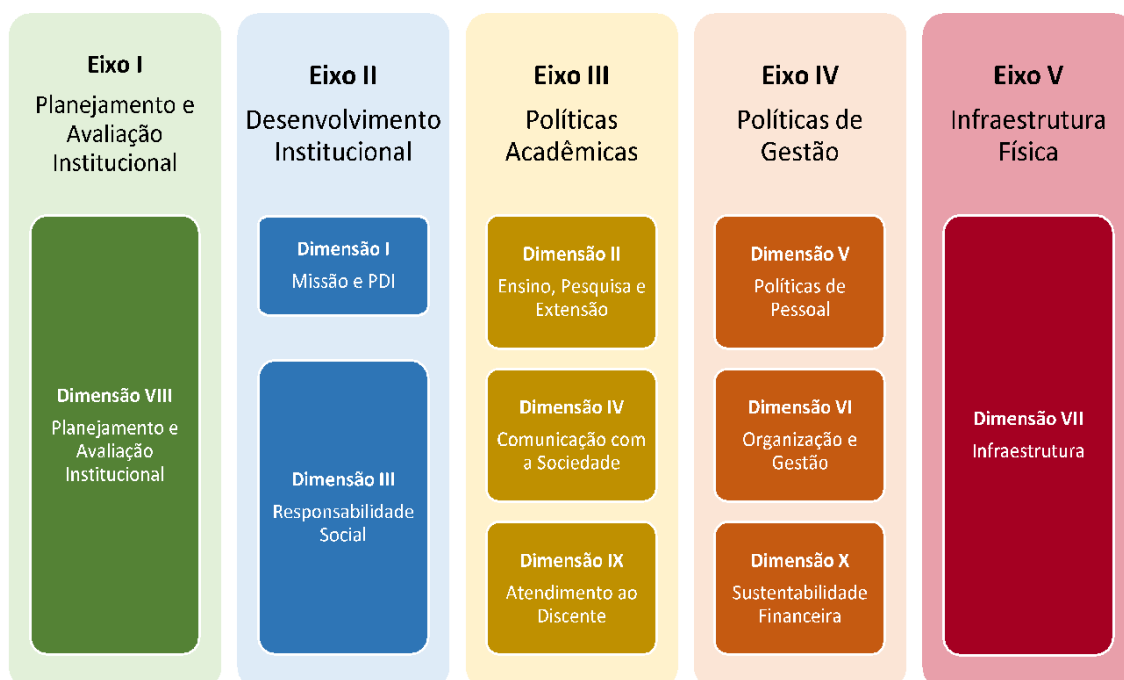 Eixo I
Planejamento e
Avaliação
Institucional
Dimensão VIII
Planejamento e
Avaliação
Institucional
Eixo II
Desenvolvimento
Institucional
Dimensão I
Missão e PDI
Dimensão III
Responsabilidade
Social
Eixo III
Políticas
Acadêmicas
Dimensão II
Ensino, Pesquisa e
Extensão
Dimensão IV
Comunicação com
a Sociedade
Dimensão IX
Atendimento ao
Discente
Eixo IV
Políticas de
Gestão
Dimensão V
Políticas de
Pessoal
Dimensão VI
Organização e
Gestão
Dimensão X
Sustentabilidade
Financeira
Eixo V
Infraestrutura
Física
Dimensão VII
Infraestrutura